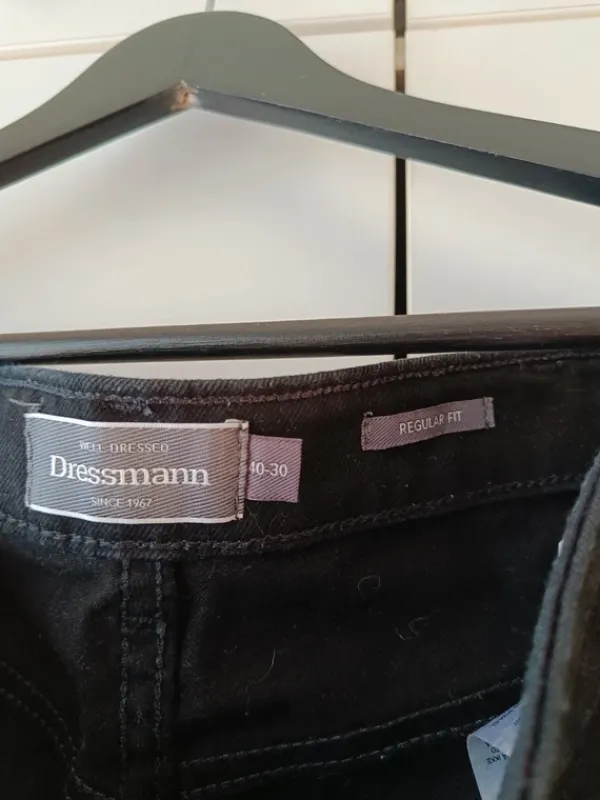 WELL DRESSED
Dressmann
SINCE 1967
40-30
REGULAR FIT